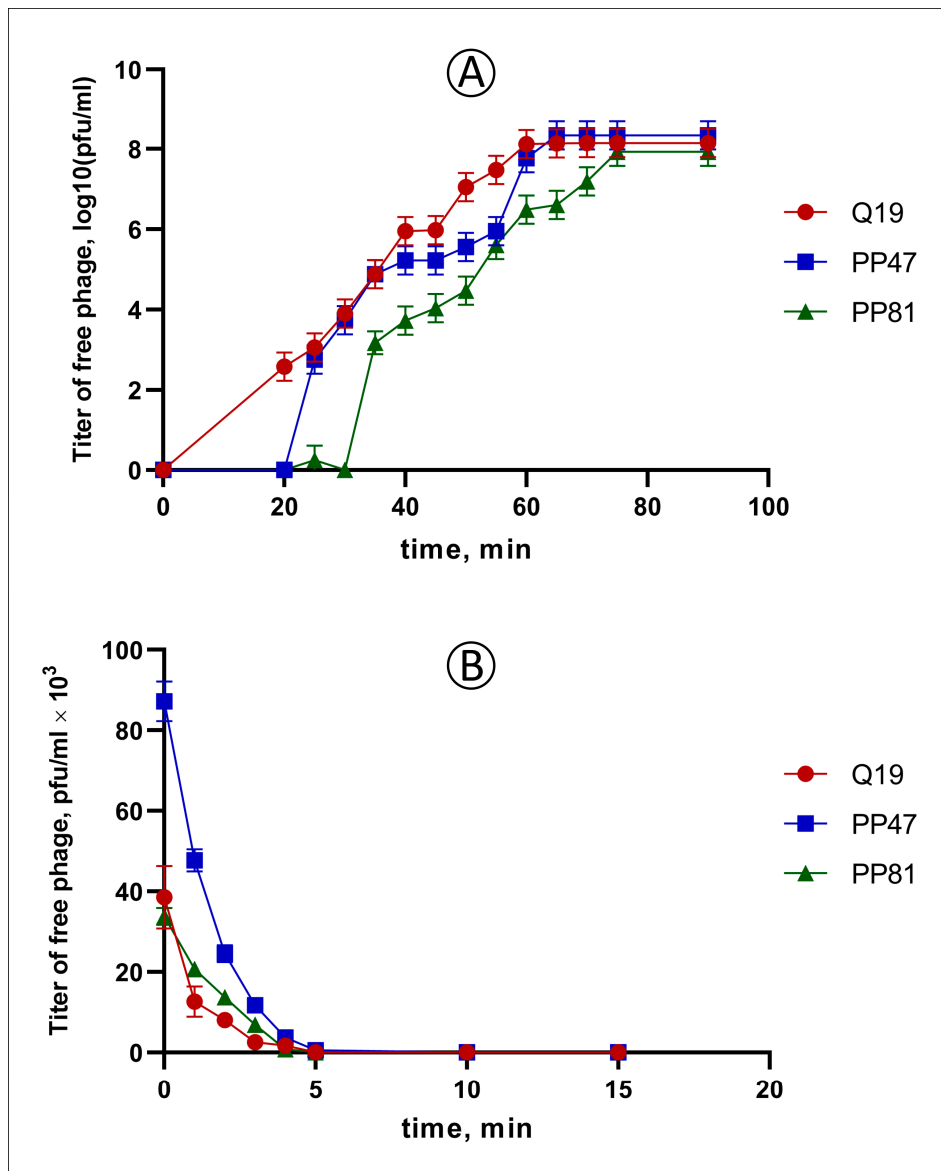 A
Titer of free phage, log10(pfu/ml)
10
8
6
4
2
0
0 20 40 60 80 100
time, min
Q19
PP47
PP81
B
Titer of free phage, pfu/ml × 10³
100
80
60
40
20
0
0 5 10 15 20
time, min
Q19
PP47
PP81